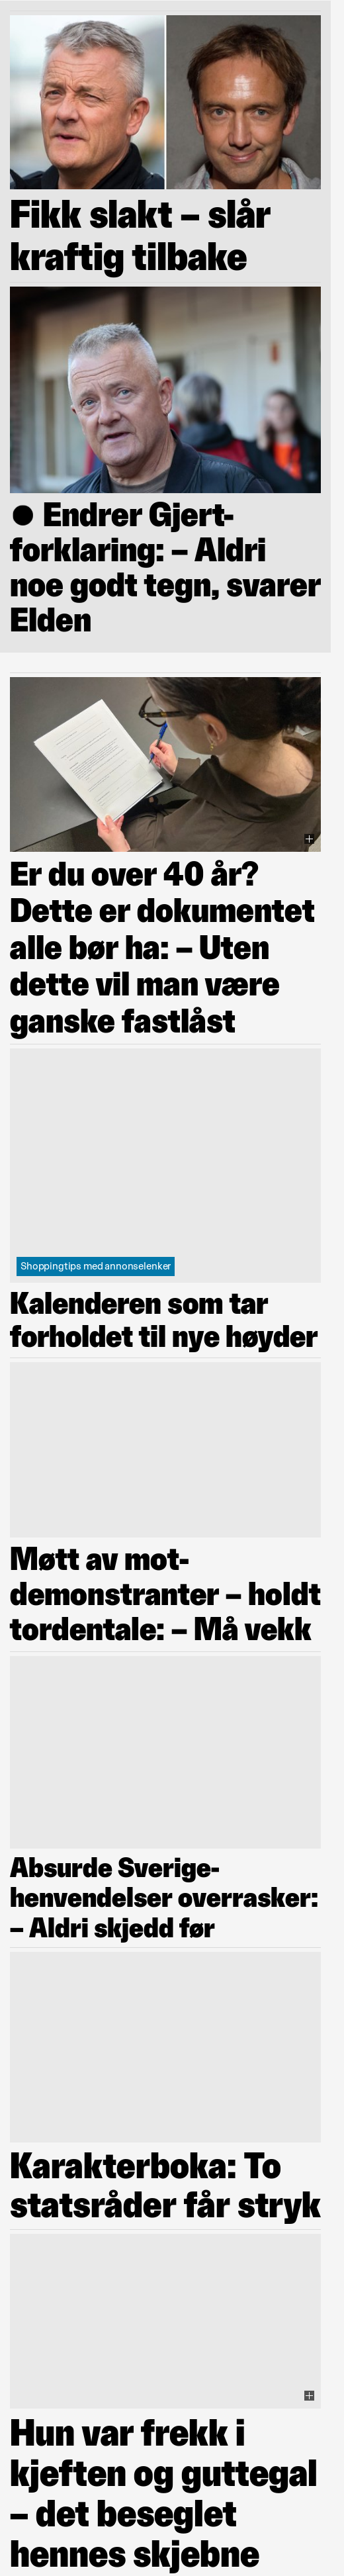 Fikk slakt – slår
kraftig tilbake
● Endrer Gjert-
forklaring: – Aldri
noe godt tegn, svarer
Elden
Er du over 40 år?
Dette er dokumentet
alle bør ha: – Uten
dette vil man være
ganske fastlåst
Shoppingtips med annonselenker
Kalenderen som tar
forholdet til nye høyder
Møtt av mot-
demonstranter – holdt
tordentale: – Må vekk
Absurde Sverige-
henvendelser overrasker:
– Aldri skjedd før
Karakterboka: To
statsråder får stryk
Hun var frekk i
kjeften og guttegal
– det beseglet
hennes skjebne